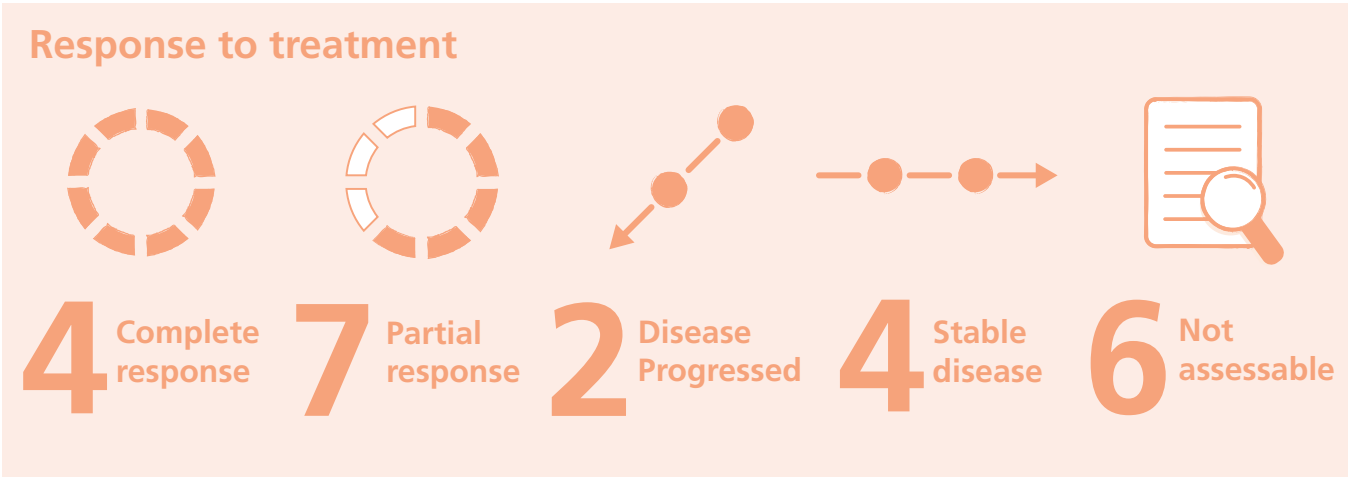 Response to treatment
4 Complete
response
7 Partial
response
2 Disease
Progressed
4 Stable
disease
6 Not
assessable